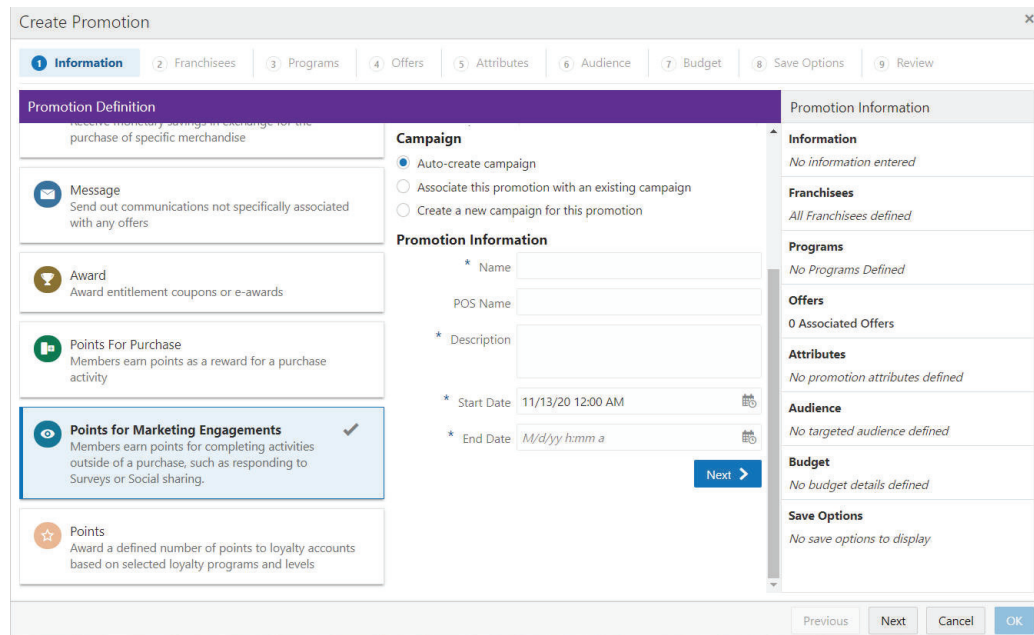 Create Promotion
1 Information
2 Franchisees
3 Programs
4 Offers
5 Attributes
6 Audience
7 Budget
8 Save Options
9 Review
Promotion Definition
Receive monetary savings in exchange for the
purchase of specific merchandise
Message
Send out communications not specifically associated
with any offers
Award
Award entitlement coupons or e-awards
Points For Purchase
Members earn points as a reward for a purchase
activity
Points for Marketing Engagements
Members earn points for completing activities
outside of a purchase, such as responding to
Surveys or Social sharing.
Points
Award a defined number of points to loyalty accounts
based on selected loyalty programs and levels
Campaign
Auto-create campaign
Associate this promotion with an existing campaign
Create a new campaign for this promotion
Promotion Information
* Name
POS Name
* Description
* Start Date 11/13/20 12:00 AM
* End Date M/d/yy h:mm a
Next
Promotion Information
Information
No information entered
Franchisees
All Franchisees defined
Programs
No Programs Defined
Offers
0 Associated Offers
Attributes
No promotion attributes defined
Audience
No targeted audience defined
Budget
No budget details defined
Save Options
No save options to display
Previous
Next
Cancel
OK